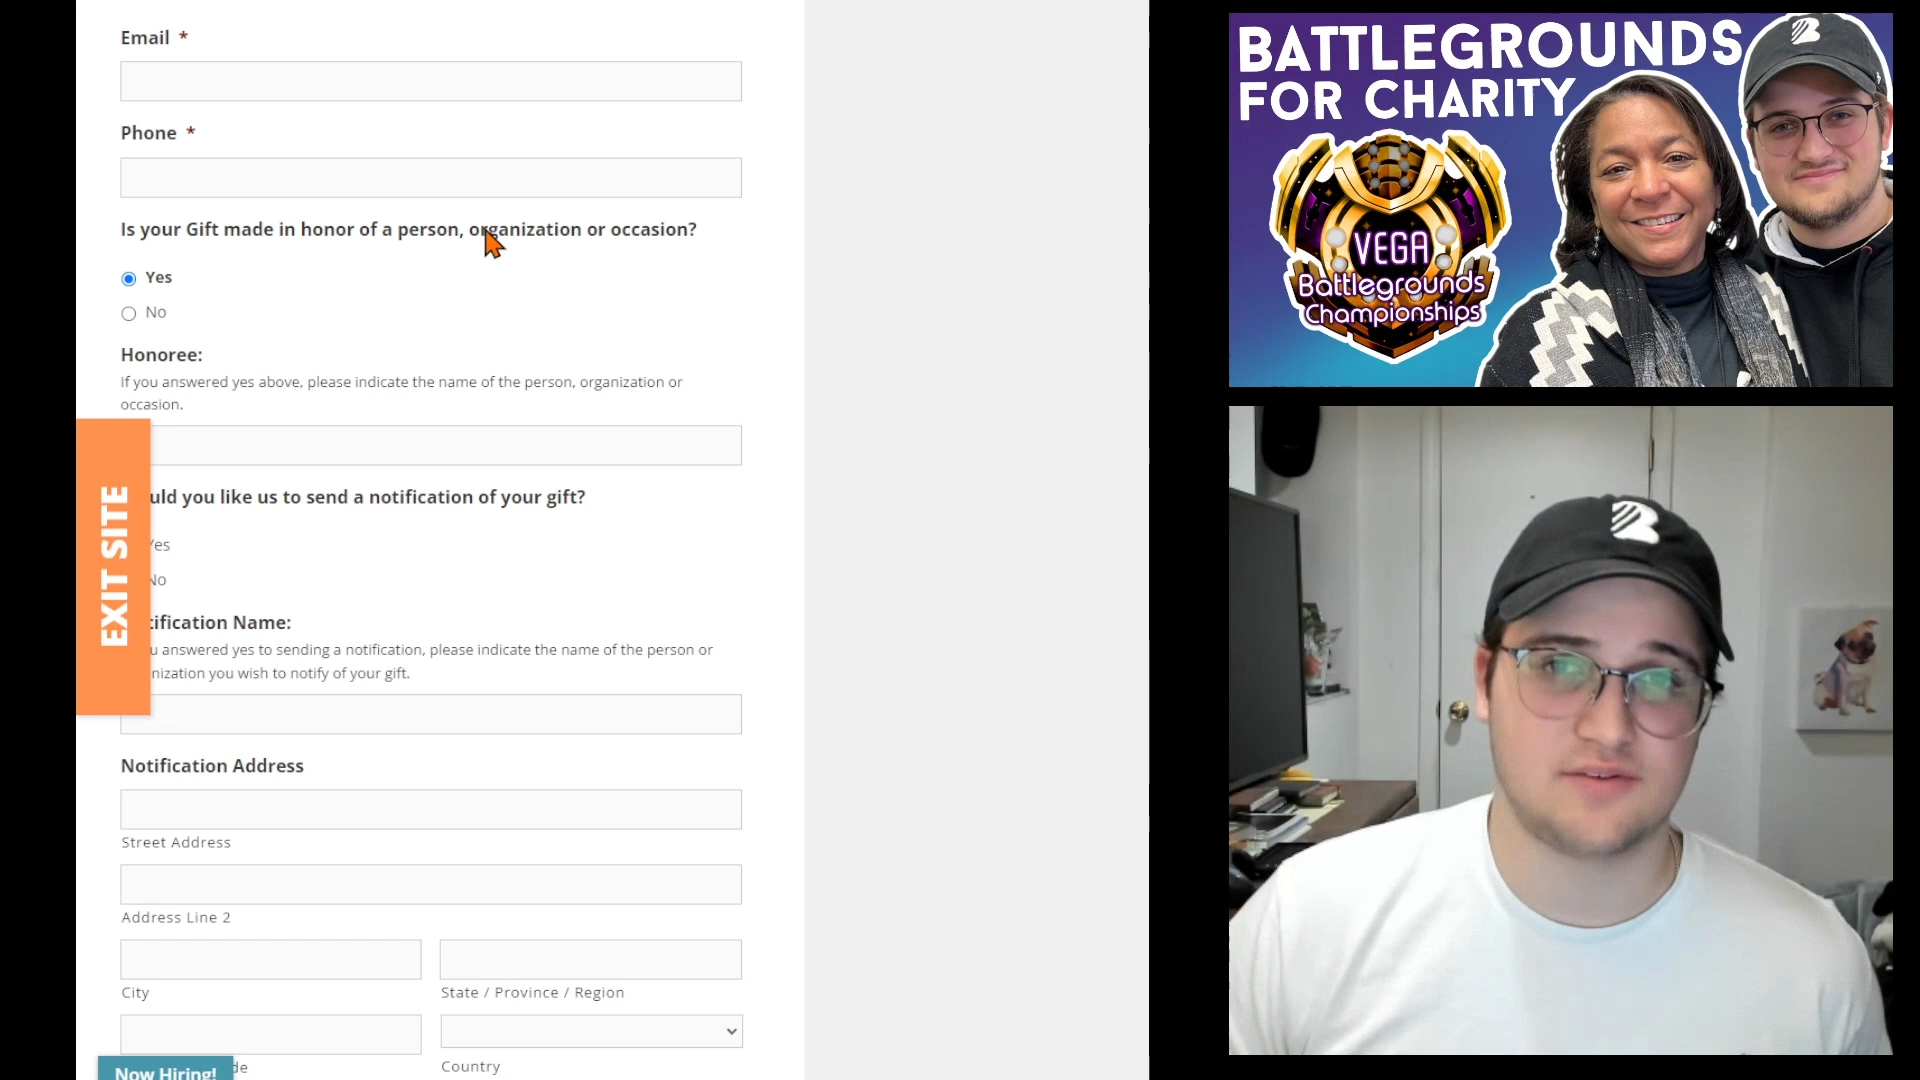 Email *
Phone *
Is your Gift made in honor of a person, organization or occasion?
Yes
No
Honoree:
If you answered yes above, please indicate the name of the person, organization or
occasion.
uld you like us to send a notification of your gift?
Yes
No
EXIT SITE
tification Name:
u answered yes to sending a notification, please indicate the name of the person or
nization you wish to notify of your gift.
Notification Address
Street Address
Address Line 2
City
State / Province / Region
de
Country
Now Hiring!
BATTLEGROUNDS
FOR CHARITY
VEGA
Battlegrounds
Championships